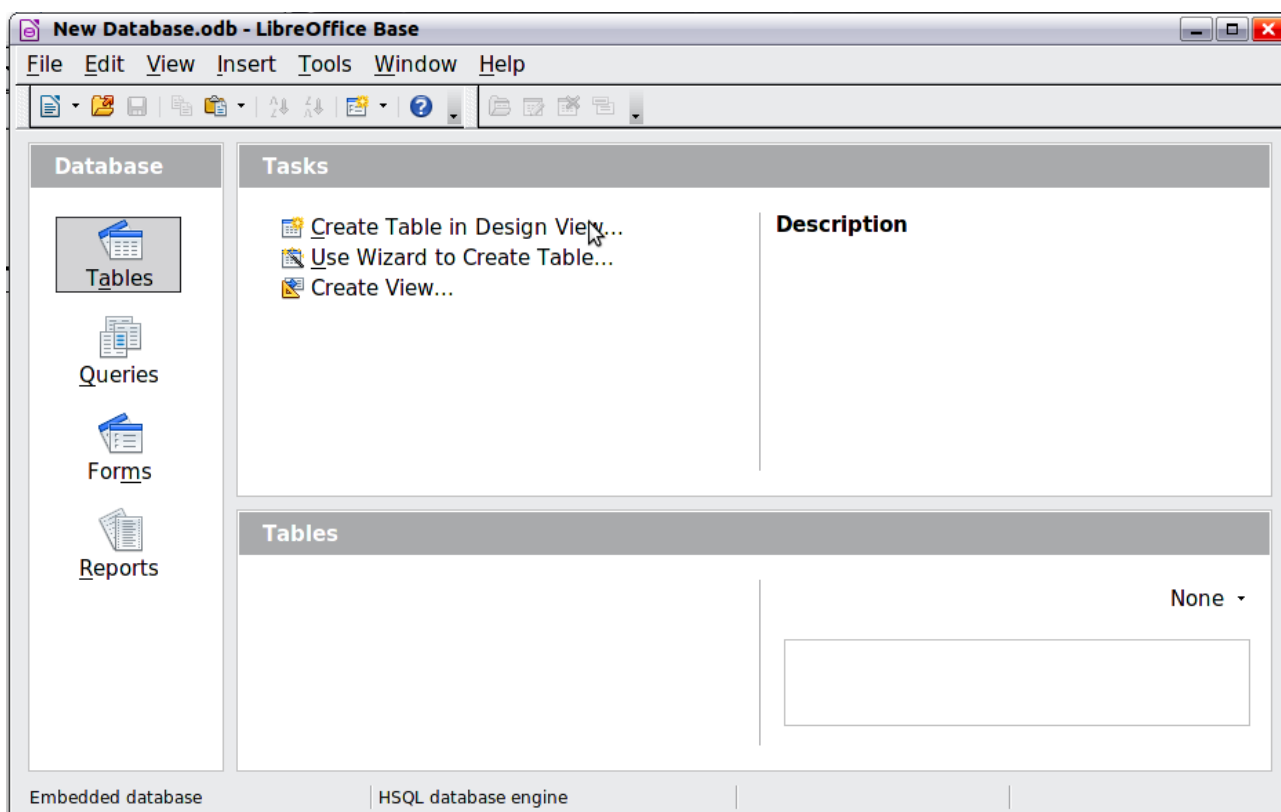 New Database.odb - LibreOffice Base
File Edit View Insert Tools Window Help
Database
Tasks
Tables
Queries
Forms
Reports
Create Table in Design View...
Use Wizard to Create Table...
Create View...
Description
Tables
None
Embedded database
HSQL database engine